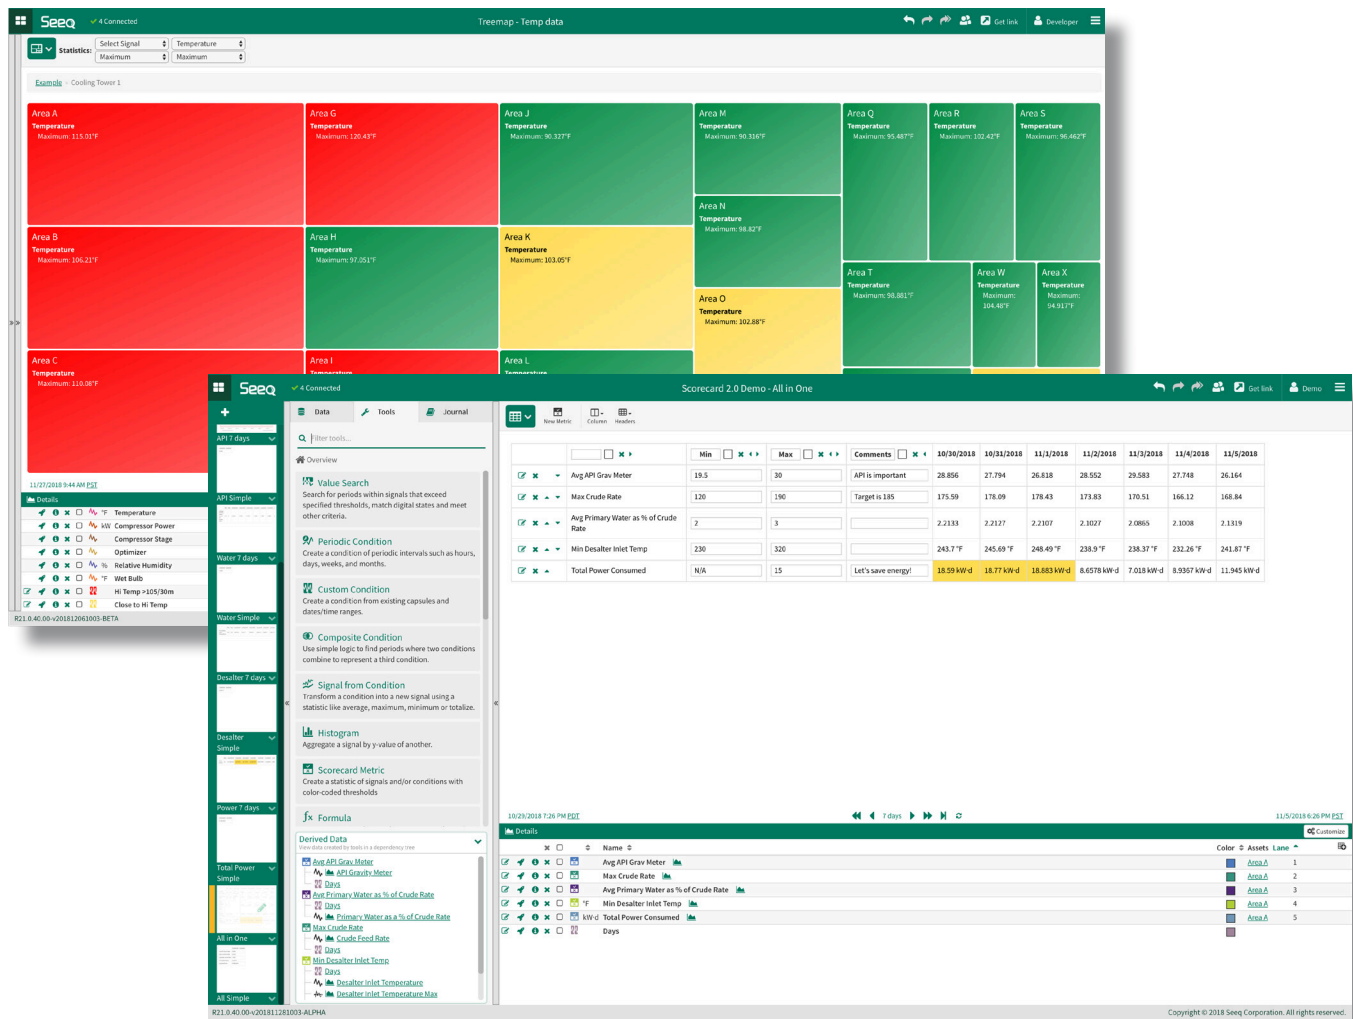 Seeq
4 Connected
Treemap - Temp data
Get link
Developer
Statistics:
Select Signal
Temperature
Maximum
Maximum
Example » Cooling Tower 1
Area A
Temperature
Maximum: 115.01°F
Area G
Temperature
Maximum: 120.43°F
Area J
Temperature
Maximum: 90.327°F
Area M
Temperature
Maximum: 90.316°F
Area Q
Temperature
Maximum: 95.487°F
Area R
Temperature
Maximum: 102.42°F
Area S
Temperature
Maximum: 96.462°F
Area B
Temperature
Maximum: 106.21°F
Area H
Temperature
Maximum: 97.051°F
Area K
Temperature
Maximum: 103.05°F
Area N
Temperature
Maximum: 98.82°F
Area O
Temperature
Maximum: 102.88°F
Area T
Temperature
Maximum: 98.881°F
Area W
Temperature
Maximum:
104.48°F
Area X
Temperature
Maximum:
94.917°F
Area C
Temperature
Maximum: 110.08°F
Area I
Temperature
Area L
Temperature
11/27/2018 9:44 AM PST
Details
°F Temperature
kW Compressor Power
Compressor Stage
Optimizer
% Relative Humidity
°F Wet Bulb
Hi Temp >105/30m
Close to Hi Temp
R21.0.40.00-v201812061003-BETA
Seeq
4 Connected
Scorecard 2.0 Demo - All in One
Get link
Demo
API 7 days
API Simple
Water 7 days
Water Simple
Desalter 7 days
Desalter
Simple
Power 7 days
Total Power
Simple
All in One
All Simple
Data
Tools
Journal
Filter tools...
Overview
Value Search
Search for periods within signals that exceed
specified thresholds, match digital states and meet
other criteria.
Periodic Condition
Create a condition of periodic intervals such as hours,
days, weeks, and months.
Custom Condition
Create a condition from existing capsules and
dates/time ranges.
Composite Condition
Use simple logic to find periods where two conditions
combine to represent a third condition.
Signal from Condition
Transform a condition into a new signal using a
statistic like average, maximum, minimum or totalize.
Histogram
Aggregate a signal by y-value of another.
Scorecard Metric
Create a statistic of signals and/or conditions with
color-coded thresholds
Formula
Derived Data
View data created by tools in a dependency tree
Avg API Grav Meter
API Gravity Meter
Days
Avg Primary Water as % of Crude Rate
Days
Primary Water as a % of Crude Rate
Max Crude Rate
Crude Feed Rate
Days
Min Desalter Inlet Temp
Days
Desalter Inlet Temperature
Desalter Inlet Temperature Max
New Metric
Column
Headers
Min Max Comments 10/30/2018 10/31/2018 11/1/2018 11/2/2018 11/3/2018 11/4/2018 11/5/2018
Avg API Grav Meter 19.5 30 API is important 28.856 27.794 26.818 28.552 29.583 27.748 26.164
Max Crude Rate 120 190 Target is 185 175.59 178.09 178.43 173.83 170.51 166.12 168.84
Avg Primary Water as % of Crude
Rate 2 3 2.2133 2.2127 2.2107 2.1027 2.0865 2.1008 2.1319
Min Desalter Inlet Temp 230 320 243.7 °F 245.69 °F 248.49 °F 238.9 °F 238.37 °F 232.26 °F 241.87 °F
Total Power Consumed N/A 15 Let's save energy! 18.59 kW·d 18.77 kW·d 18.883 kW·d 8.6578 kW·d 7.018 kW·d 8.9367 kW·d 11.945 kW·d
10/29/2018 7:26 PM PDT
7 days
11/5/2018 6:26 PM PST
Details
Customize
Name
Color Assets Lane
Avg API Grav Meter Area A 1
Max Crude Rate Area A 2
Avg Primary Water as % of Crude Rate Area A 3
°F Min Desalter Inlet Temp Area A 4
kW·d Total Power Consumed Area A 5
Days
R21.0.40.00-v201811281003-ALPHA
Copyright © 2018 Seeq Corporation. All rights reserved.